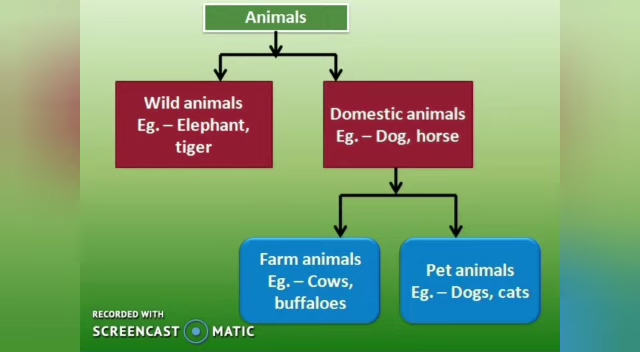 Animals
Wild animals
Eg. – Elephant,
tiger
Domestic animals
Eg. – Dog, horse
Farm animals
Eg. – Cows,
buffaloes
Pet animals
Eg. – Dogs, cats
RECORDED WITH
SCREENCAST MATIC